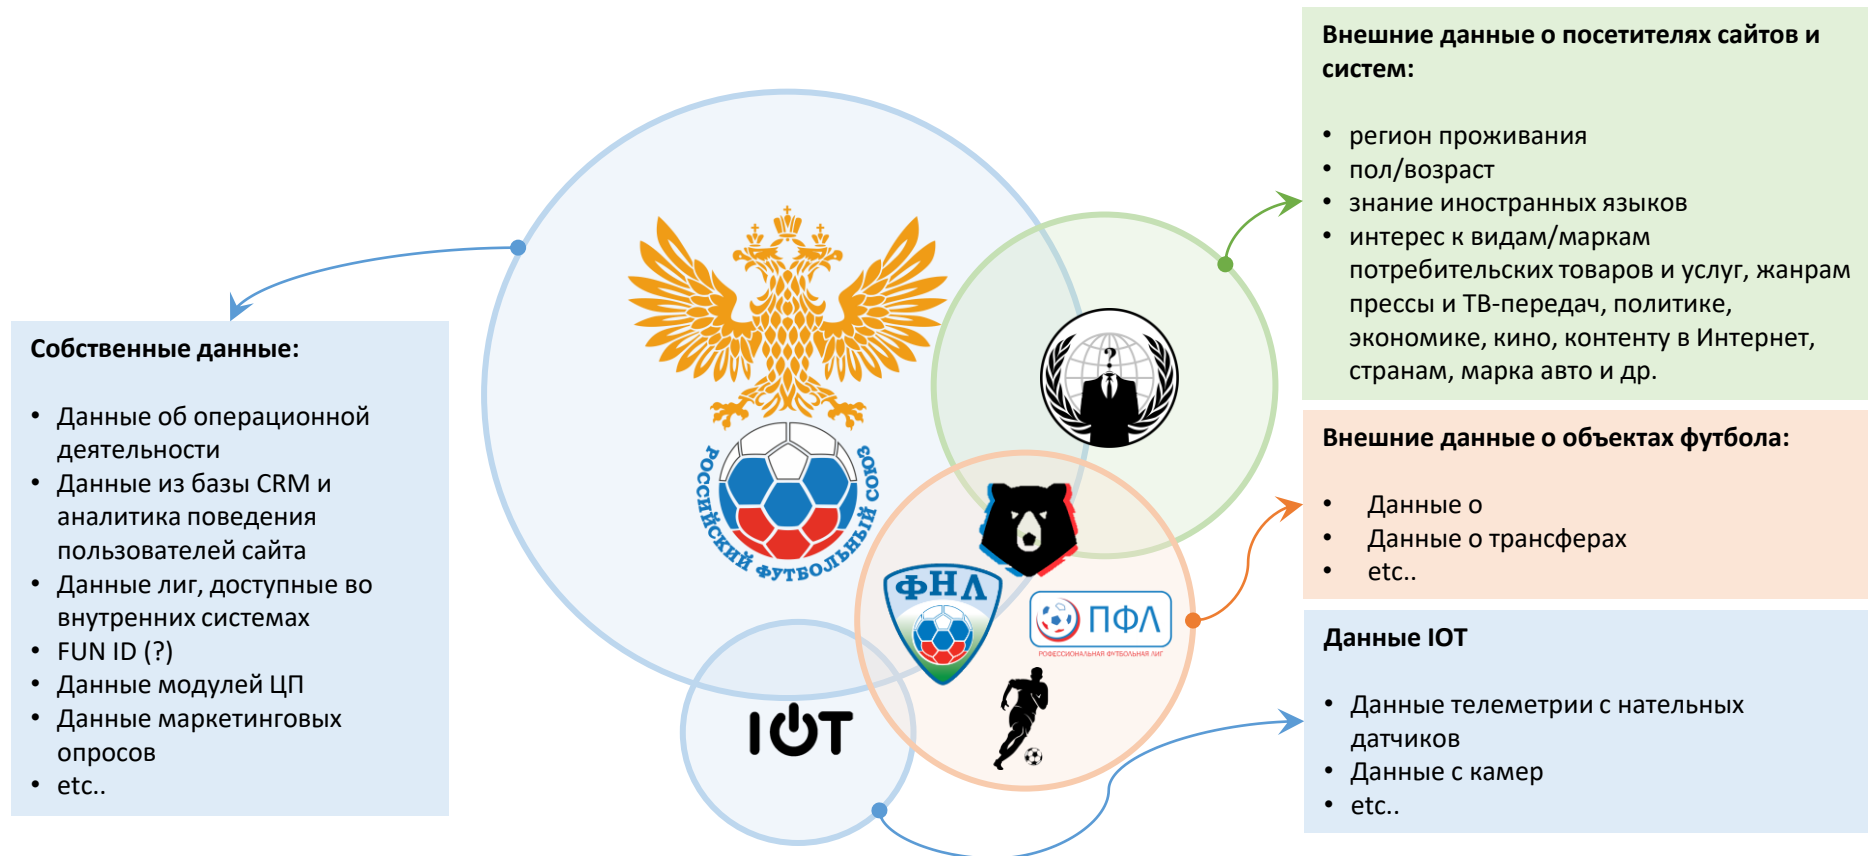 Собственные данные:
• Данные об операционной
деятельности
• Данные из базы CRM и
аналитика поведения
пользователей сайта
• Данные лиг, доступные во
внутренних системах
• FUN ID (?)
• Данные модулей ЦП
• Данные маркетинговых
опросов
• etc..
РОССИЙСКИЙ ФУТБОЛЬНЫЙ СОЮЗ
?
ФНЛ
ПФЛ
РОФЕССИОНАЛЬНАЯ ФУТБОЛЬНАЯ ЛИГ
IOT
Внешние данные о посетителях сайтов и
систем:
• регион проживания
• пол/возраст
• знание иностранных языков
• интерес к видам/маркам
потребительских товаров и услуг, жанрам
прессы и ТВ-передач, политике,
экономике, кино, контенту в Интернет,
странам, марка авто и др.
Внешние данные о объектах футбола:
• Данные о
• Данные о трансферах
• etc..
Данные IOT
• Данные телеметрии с нательных
датчиков
• Данные с камер
• etc..